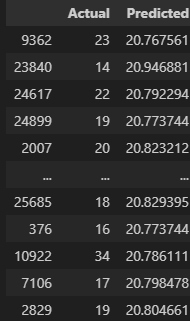 Actual Predicted
9362 23 20.767561
23840 14 20.946881
24617 22 20.792294
24899 19 20.773744
2007 20 20.823212
... ... ...
25685 18 20.829395
376 16 20.773744
10922 34 20.786111
7106 17 20.798478
2829 19 20.804661